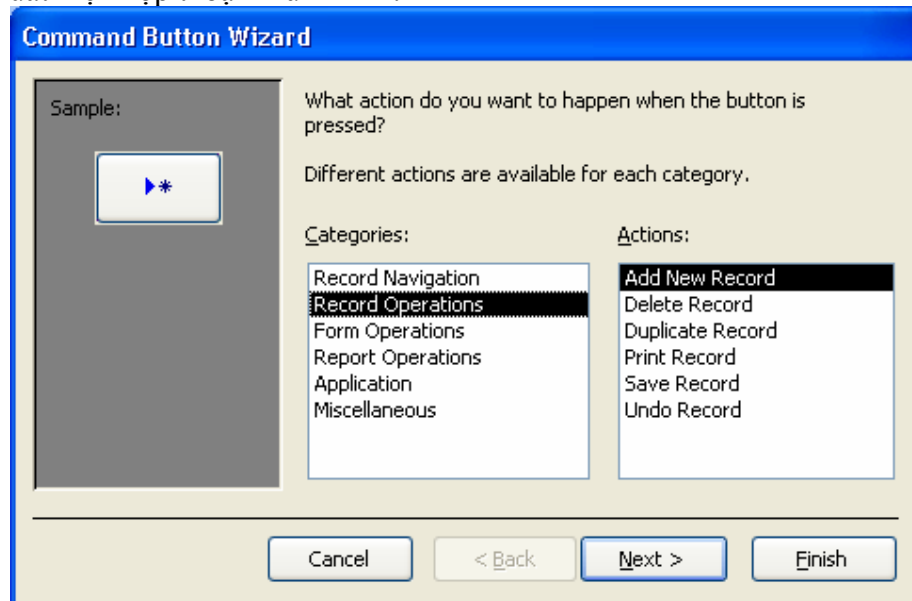 Command Button Wizard
Sample:
What action do you want to happen when the button is
pressed?
Different actions are available for each category.
Categories:
Actions:
Record Navigation
Record Operations
Form Operations
Report Operations
Application
Miscellaneous
Add New Record
Delete Record
Duplicate Record
Print Record
Save Record
Undo Record
Cancel
< Back
Next >
Finish